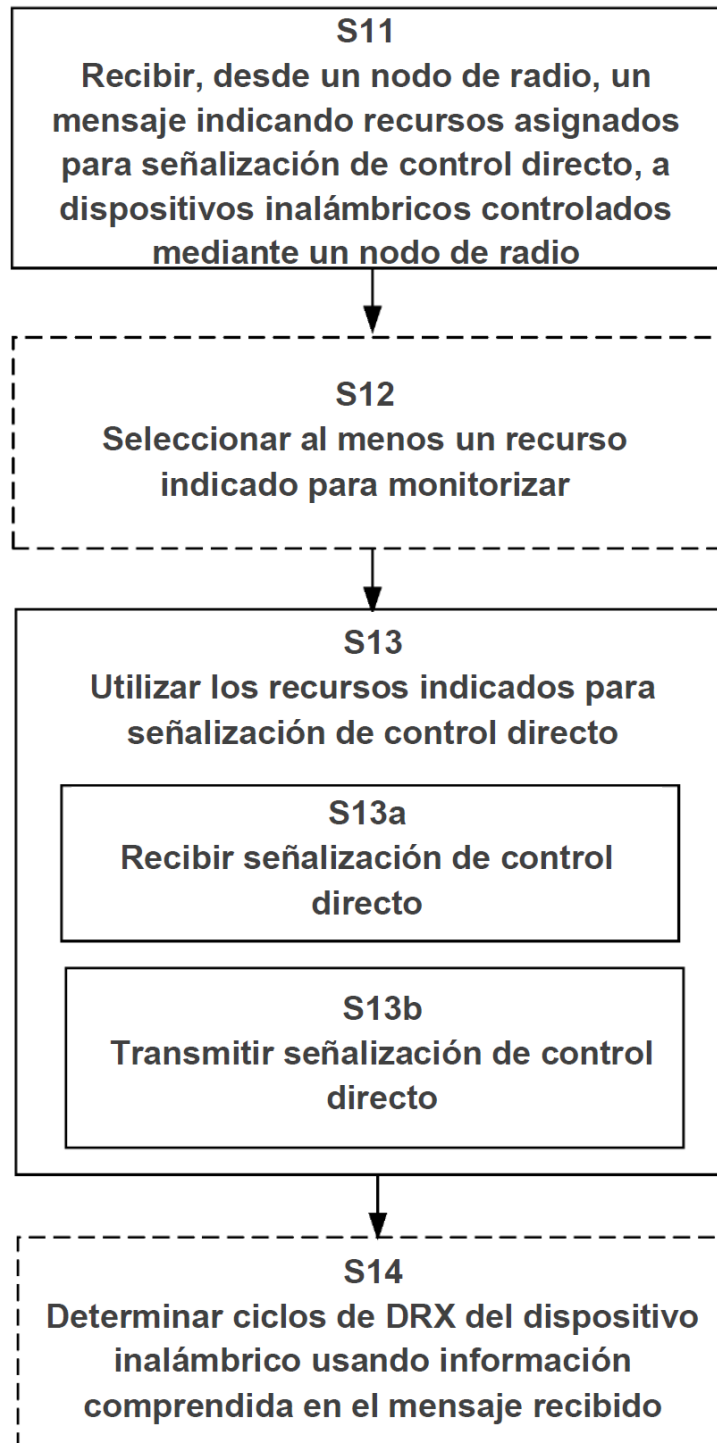 S11
Recibir, desde un nodo de radio, un
mensaje indicando recursos asignados
para señalización de control directo, a
dispositivos inalámbricos controlados
mediante un nodo de radio
S12
Seleccionar al menos un recurso
indicado para monitorizar
S13
Utilizar los recursos indicados para
señalización de control directo
S13a
Recibir señalización de control
directo
S13b
Transmitir señalización de control
directo
S14
Determinar ciclos de DRX del dispositivo
inalámbrico usando información
comprendida en el mensaje recibido